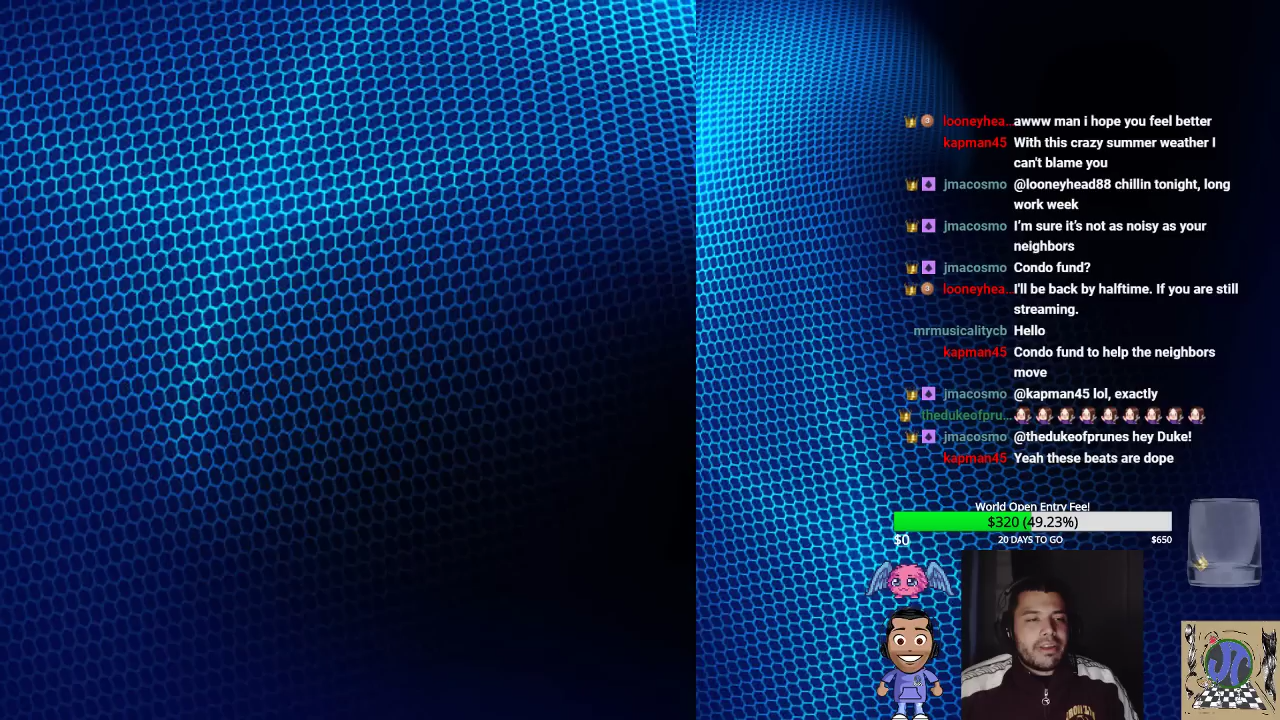 looneyhea... awww man i hope you feel better
kapman45 With this crazy summer weather I
can't blame you
jmacosmo @looneyhead88 chillin tonight, long
work week
jmacosmo I'm sure it's not as noisy as your
neighbors
jmacosmo Condo fund?
looneyhea... I'll be back by halftime. If you are still
streaming.
mrmusicalitycb Hello
kapman45 Condo fund to help the neighbors
move
jmacosmo @kapman45 lol, exactly
thedukeofpru...
jmacosmo @thedukeofprunes hey Duke!
kapman45 Yeah these beats are dope
World Open Entry Fee!
$320 (49.23%)
$0 20 DAYS TO GO $650